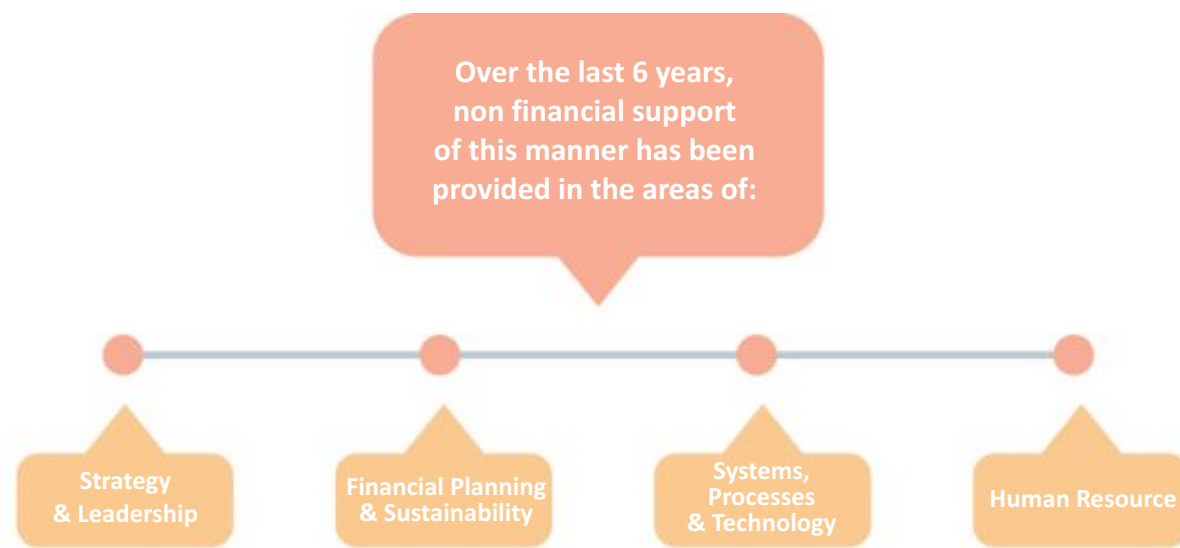 Over the last 6 years,
non financial support
of this manner has been
provided in the areas of:
Strategy
& Leadership
Financial Planning
& Sustainability
Systems,
Processes
& Technology
Human Resource